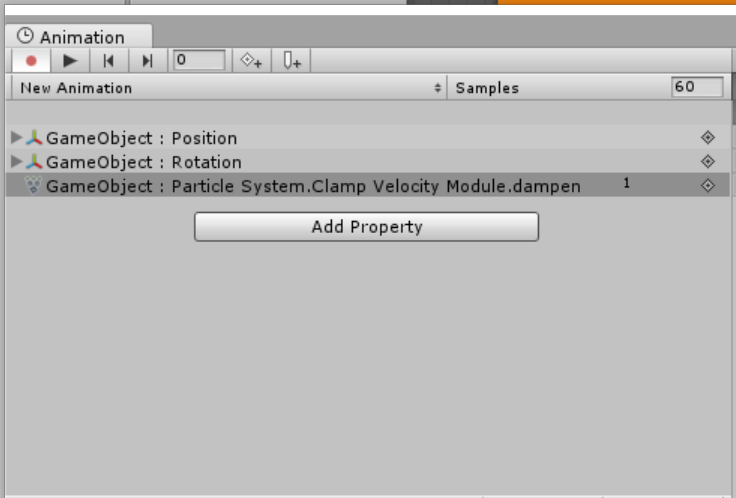 Animation
0
New Animation Samples 60
GameObject : Position
GameObject : Rotation
GameObject : Particle System.Clamp Velocity Module.dampen 1
Add Property